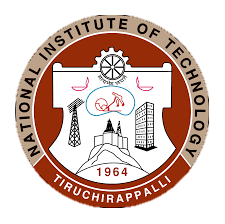 NATIONAL INSTITUTE OF TECHNOLOGY
1964
TIRUCHIRAPPALLI